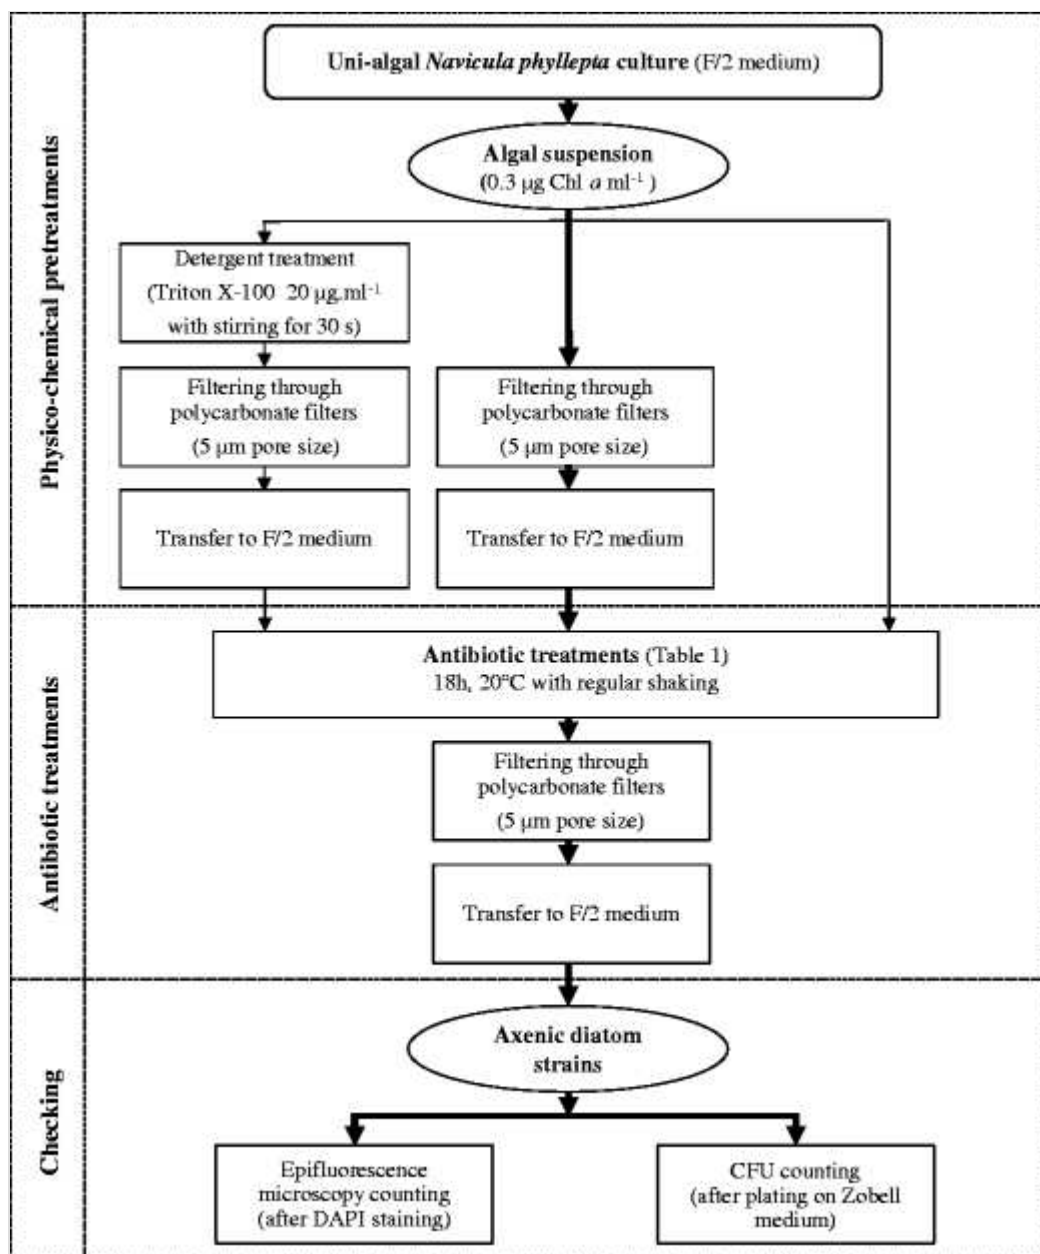 Physico-chemical pretreatments
Uni-algal Navicula phyllepta culture (F/2 medium)
Algal suspension
(0.3 µg Chl a ml⁻¹ )
Detergent treatment
(Triton X-100 20 µg.ml⁻¹
with stirring for 30 s)
Filtering through
polycarbonate filters
(5 µm pore size)
Filtering through
polycarbonate filters
(5 µm pore size)
Transfer to F/2 medium
Transfer to F/2 medium
Antibiotic treatments
Antibiotic treatments (Table 1)
18h, 20°C with regular shaking
Filtering through
polycarbonate filters
(5 µm pore size)
Transfer to F/2 medium
Checking
Axenic diatom
strains
Epifluorescence
microscopy counting
(after DAPI staining)
CFU counting
(after plating on Zobell
medium)